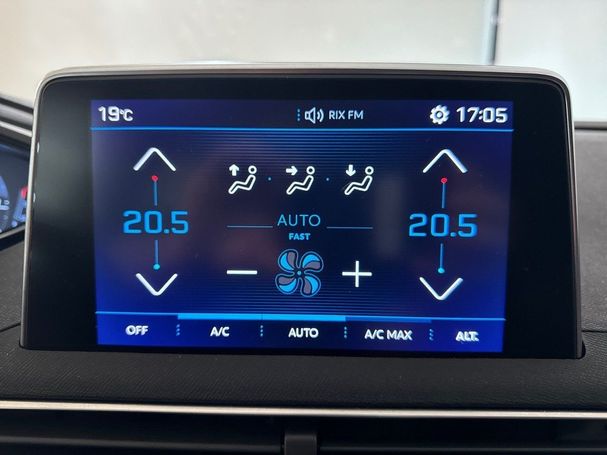 19°C RIX FM 17:05
20.5 AUTO 20.5
FAST
OFF A/C AUTO A/C MAX ALT.